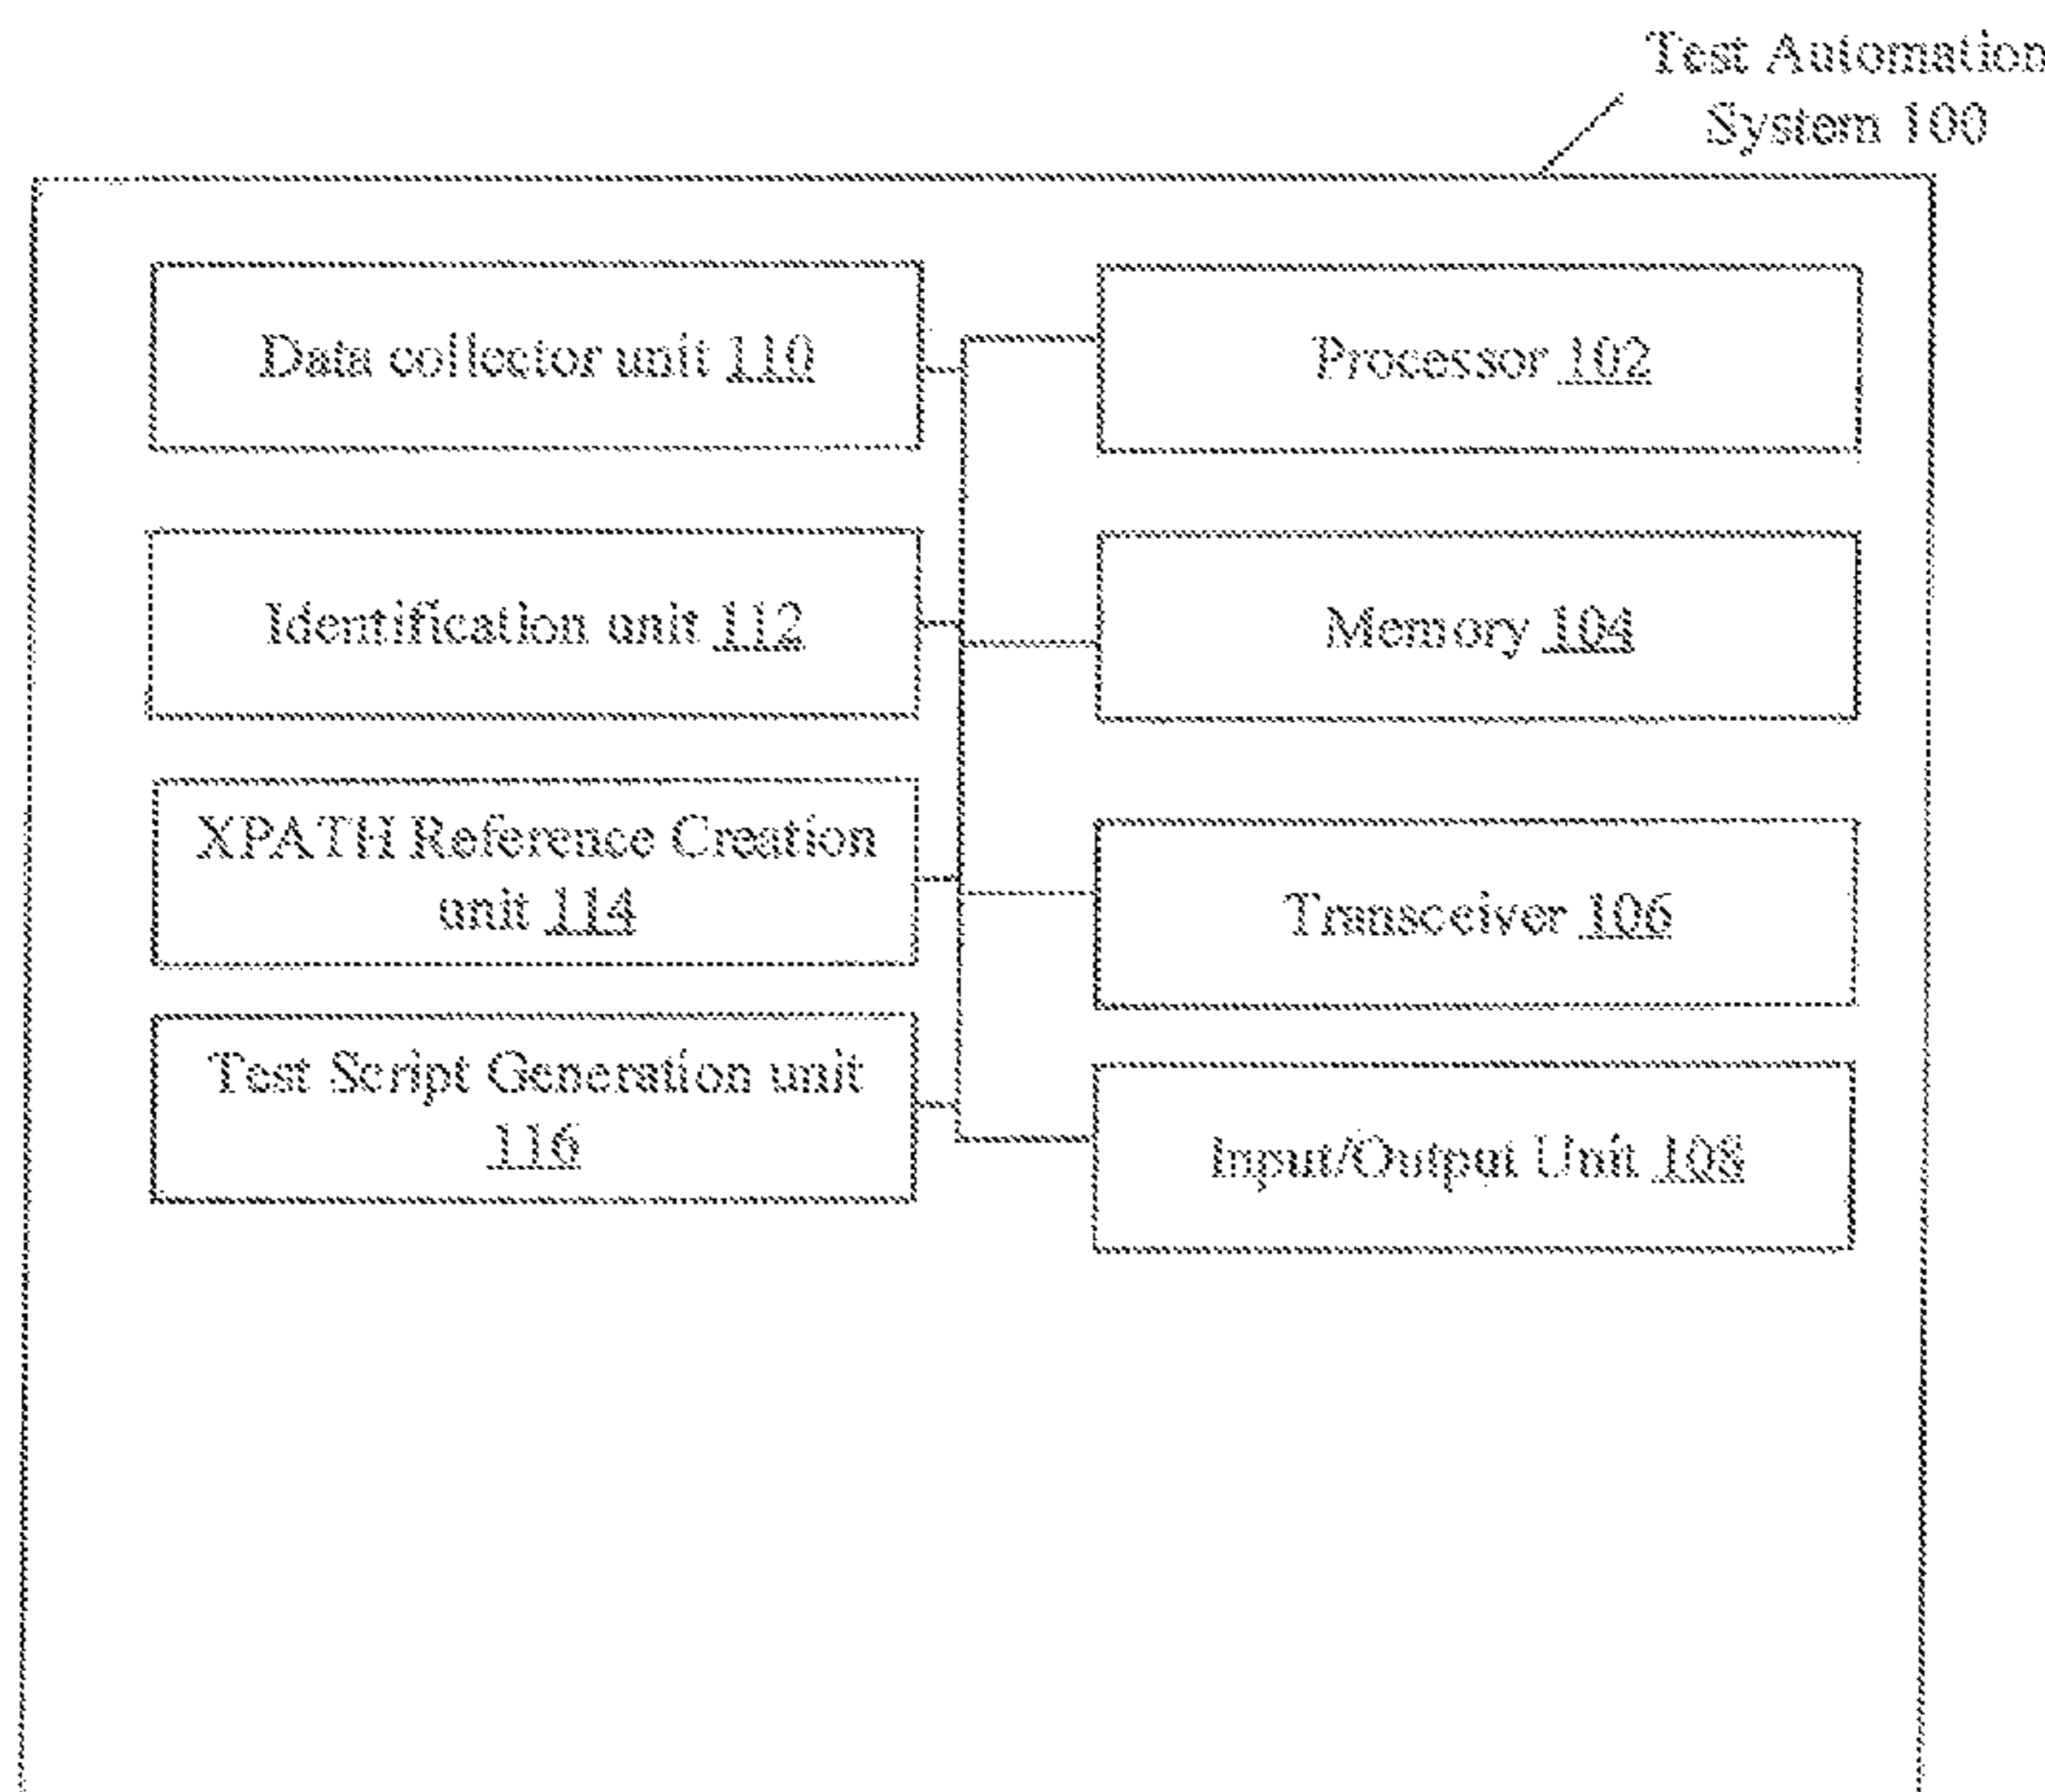 Test Automation
System 100
Data collector unit 110
Processor 102
Identification unit 112
Memory 104
XPATH Reference Creation
unit 114
Transceiver 106
Test Script Generation unit
116
Input/Output Unit 108